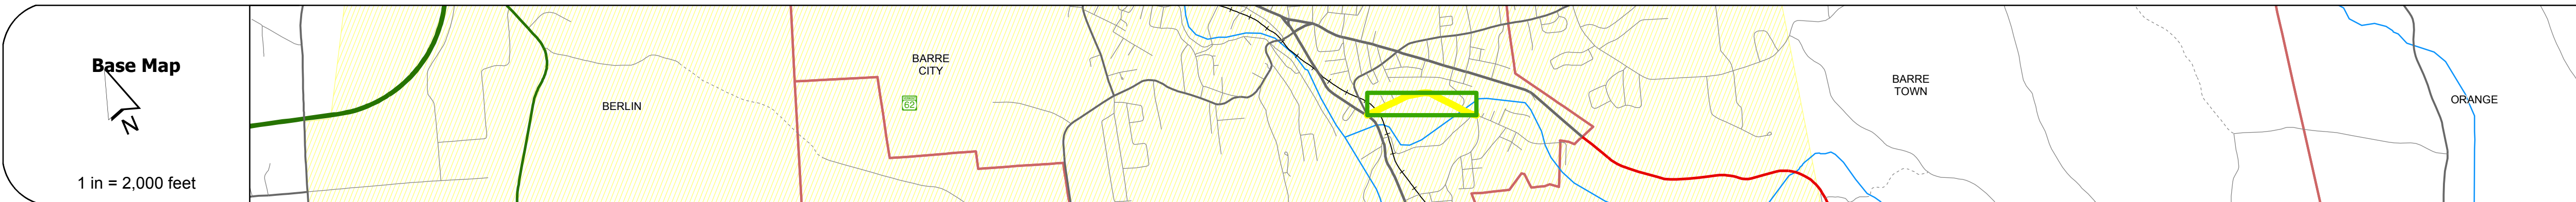 Base Map
N
1 in = 2,000 feet
BERLIN
BARRE
CITY
62
BARRE
TOWN
ORANGE